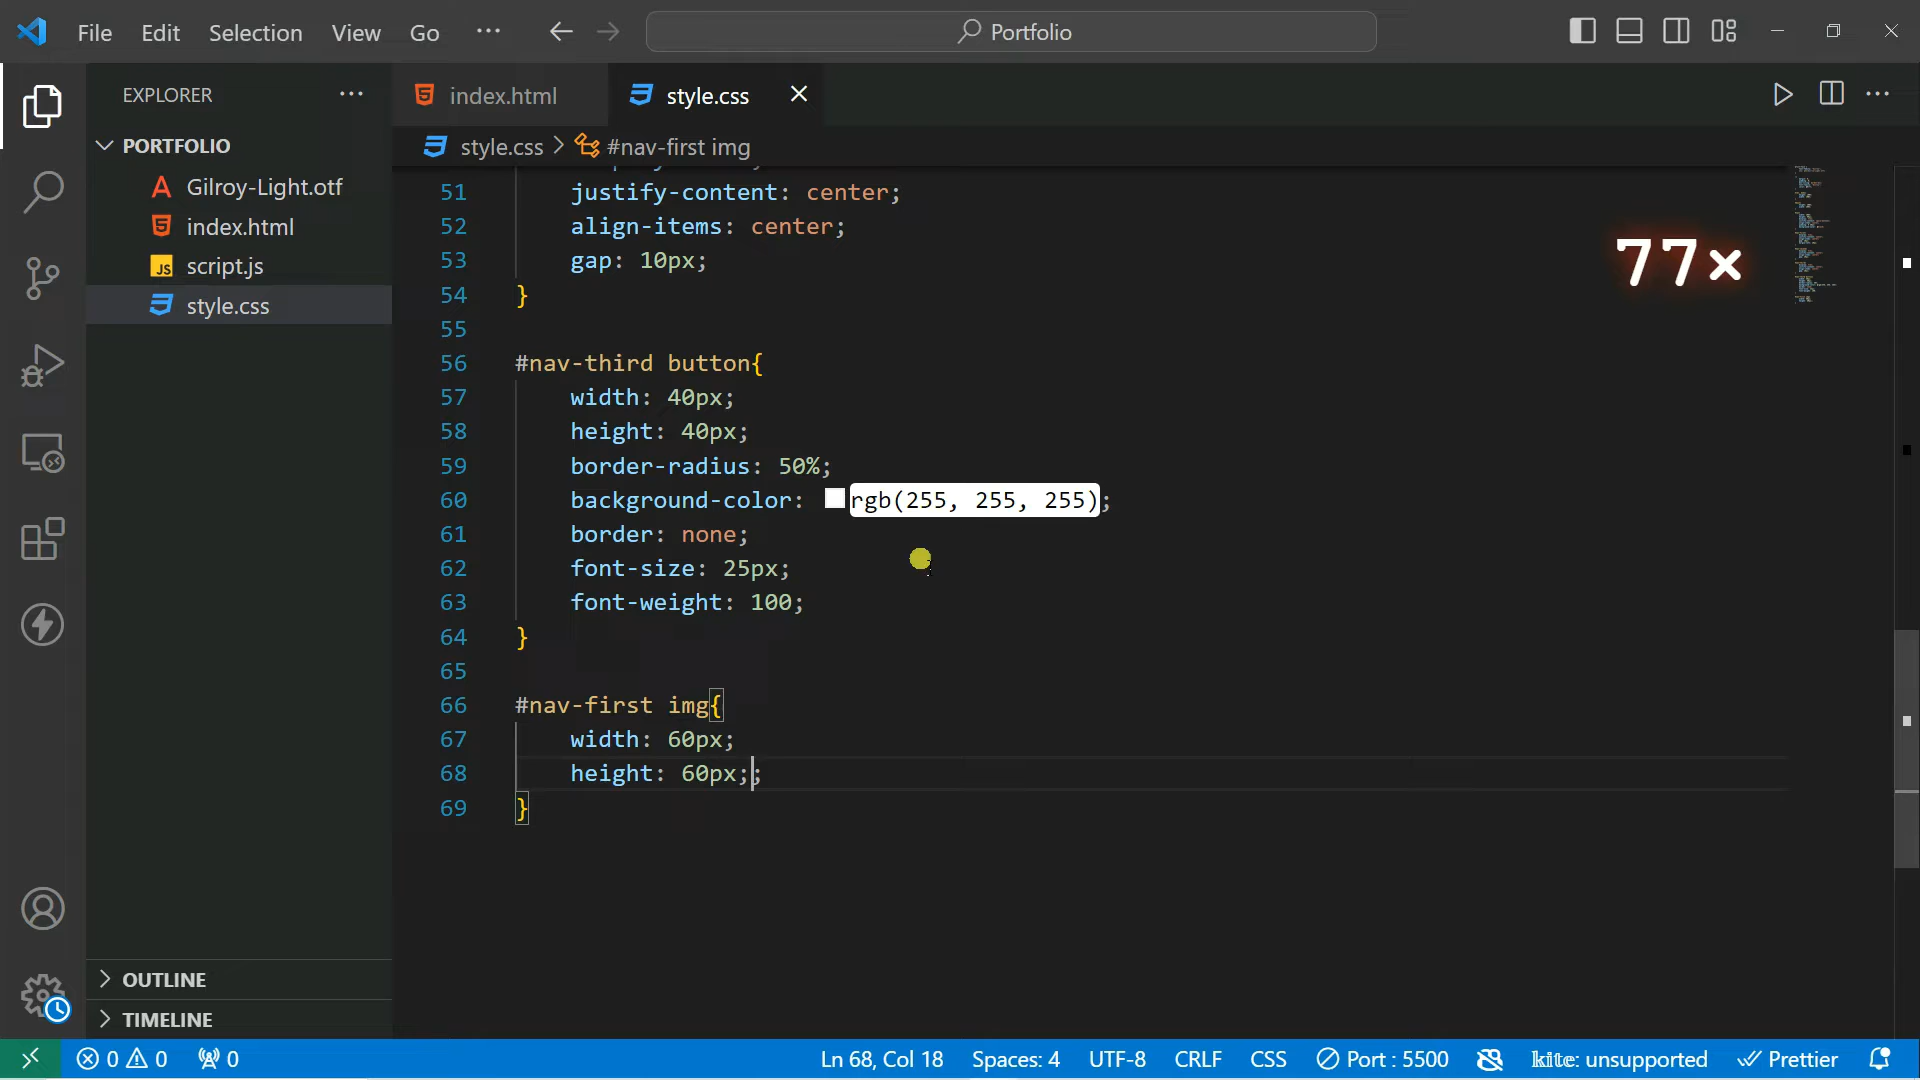 File Edit Selection View Go ··· Portfolio
EXPLORER ···
index.html style.css
PORTFOLIO
Gilroy-Light.otf
index.html
script.js
style.css
style.css > #nav-first img
51 justify-content: center;
52 align-items: center;
53 gap: 10px;
54 }
55
56 #nav-third button{
57 width: 40px;
58 height: 40px;
59 border-radius: 50%;
60 background-color: rgb(255, 255, 255);
61 border: none;
62 font-size: 25px;
63 font-weight: 100;
64 }
65
66 #nav-first img{
67 width: 60px;
68 height: 60px;;
69 }
77×
OUTLINE
TIMELINE
0 0 0 Ln 68, Col 18 Spaces: 4 UTF-8 CRLF CSS Port : 5500 kite: unsupported Prettier